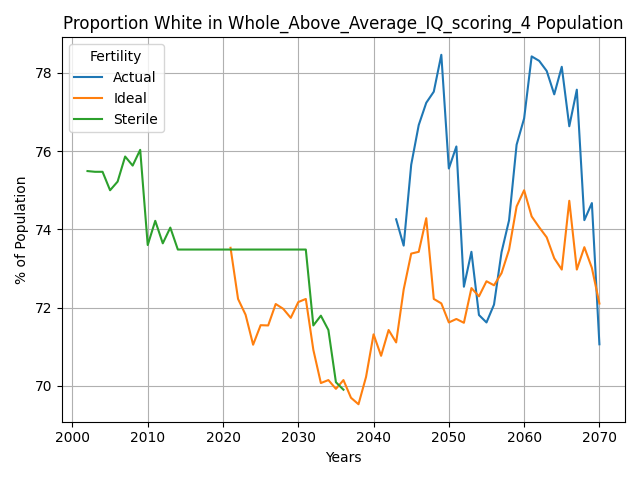 Proportion White in Whole_Above_Average_IQ_scoring_4 Population
Fertility
Actual
Ideal
Sterile
% of Population
78
76
74
72
70
2000
2010
2020
2030
2040
2050
2060
2070
Years